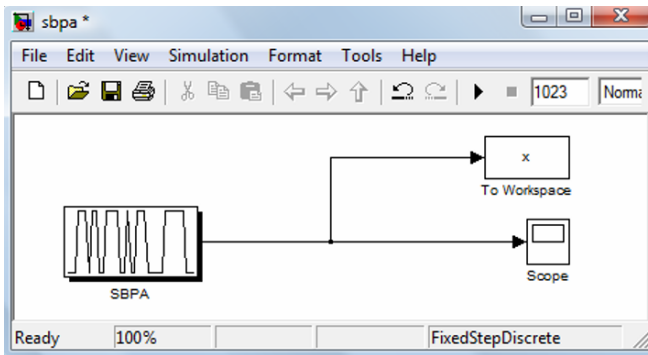 sbpa *
File Edit View Simulation Format Tools Help
1023 Norma
x
To Workspace
SBPA
Scope
Ready 100% FixedStepDiscrete